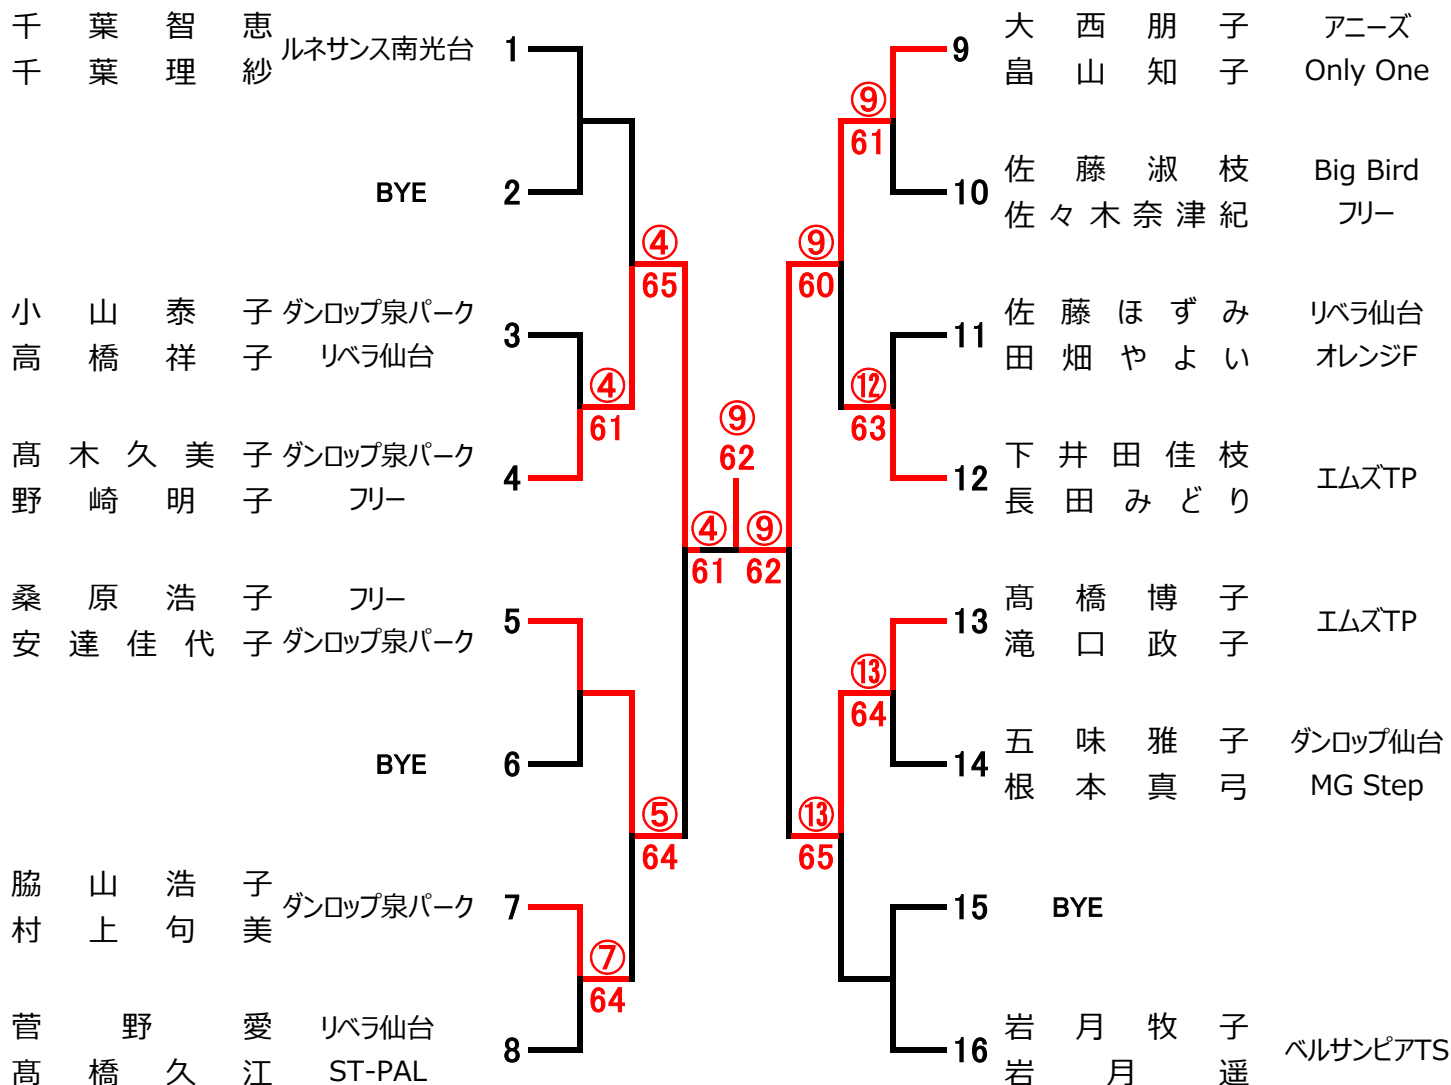 千葉智恵
千葉理紗
ルネサンス南光台
1
BYE
2
小山泰子 ダンロップ泉パーク
高橋祥子 リベラ仙台
3
髙木久美子 ダンロップ泉パーク
野崎明子 フリー
4
桑原浩子 フリー
安達佳代子 ダンロップ泉パーク
5
BYE
6
脇山浩子
村上句美
ダンロップ泉パーク
7
菅野愛 リベラ仙台
髙橋久江 ST-PAL
8
④
65
④
61
⑤
64
⑦
64
④
61
⑨
62
⑨
62
⑨
61
⑨
60
⑫
63
⑬
64
⑬
65
9
大西朋子 アニーズ
畠山知子 Only One
10
佐藤淑枝 Big Bird
佐々木奈津紀 フリー
11
佐藤ほずみ リベラ仙台
田畑やよい オレンジF
12
下井田佳枝
長田みどり
エムズTP
13
髙橋博子
滝口政子
エムズTP
14
五味雅子 ダンロップ仙台
根本真弓 MG Step
15
BYE
16
岩月牧子
岩月遥
ベルサンピアTS